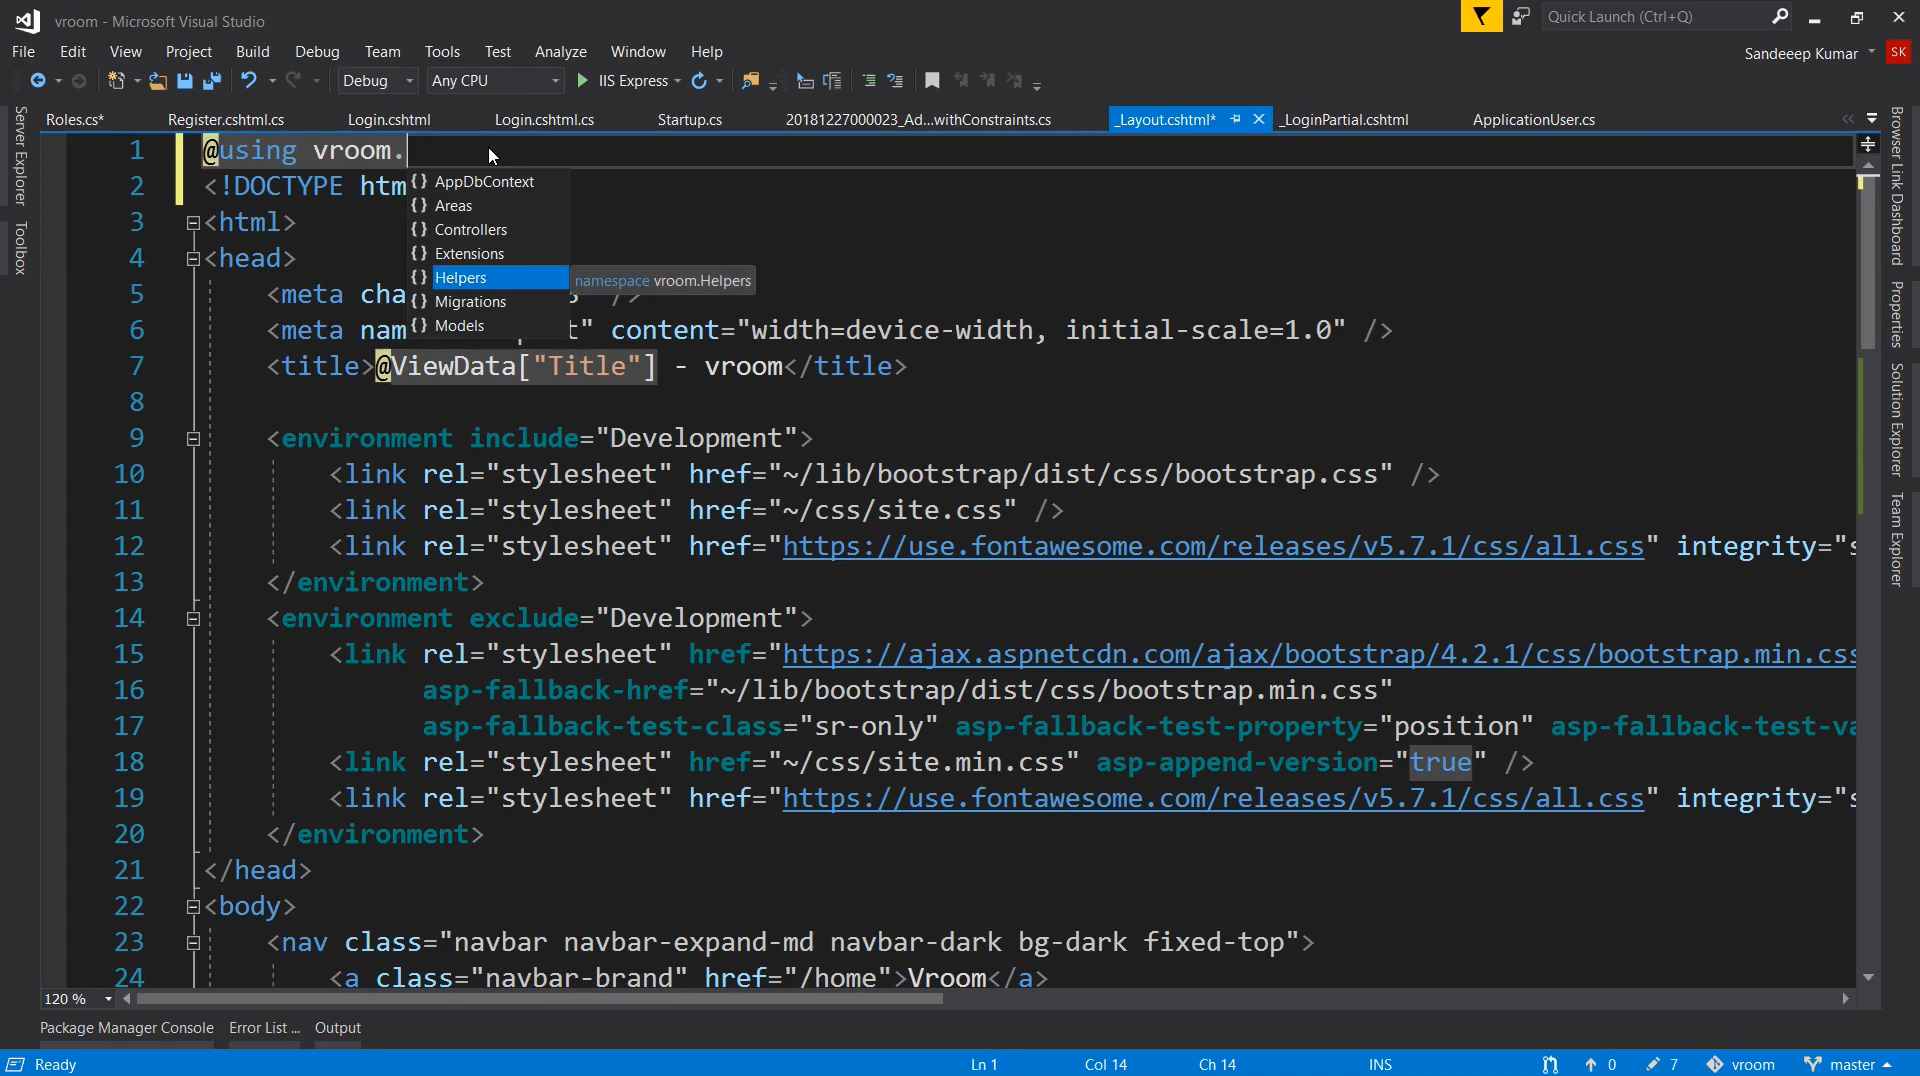 vroom - Microsoft Visual Studio
Quick Launch (Ctrl+Q)
File Edit View Project Build Debug Team Tools Test Analyze Window Help
Sandeeep Kumar SK
Debug Any CPU IIS Express
Roles.cs* Register.cshtml.cs Login.cshtml Login.cshtml.cs Startup.cs 20181227000023_Ad...withConstraints.cs _Layout.cshtml* _LoginPartial.cshtml ApplicationUser.cs
Server Explorer
Toolbox
1 @using vroom.
2 <!DOCTYPE htm
AppDbContext
Areas
Controllers
Extensions
Helpers
Migrations
Models
namespace vroom.Helpers
3 <html>
4 <head>
5 <meta cha />
6 <meta nam t" content="width=device-width, initial-scale=1.0" />
7 <title>@ViewData["Title"] - vroom</title>
8
9 <environment include="Development">
10 <link rel="stylesheet" href="~/lib/bootstrap/dist/css/bootstrap.css" />
11 <link rel="stylesheet" href="~/css/site.css" />
12 <link rel="stylesheet" href="https://use.fontawesome.com/releases/v5.7.1/css/all.css" integrity="s
13 </environment>
14 <environment exclude="Development">
15 <link rel="stylesheet" href="https://ajax.aspnetcdn.com/ajax/bootstrap/4.2.1/css/bootstrap.min.css
16 asp-fallback-href="~/lib/bootstrap/dist/css/bootstrap.min.css"
17 asp-fallback-test-class="sr-only" asp-fallback-test-property="position" asp-fallback-test-va
18 <link rel="stylesheet" href="~/css/site.min.css" asp-append-version="true" />
19 <link rel="stylesheet" href="https://use.fontawesome.com/releases/v5.7.1/css/all.css" integrity="s
20 </environment>
21 </head>
22 <body>
23 <nav class="navbar navbar-expand-md navbar-dark bg-dark fixed-top">
24 <a class="navbar-brand" href="/home">Vroom</a>
Browser Link Dashboard
Properties
Solution Explorer
Team Explorer
120 %
Package Manager Console Error List ... Output
Ready Ln 1 Col 14 Ch 14 INS 0 7 vroom master